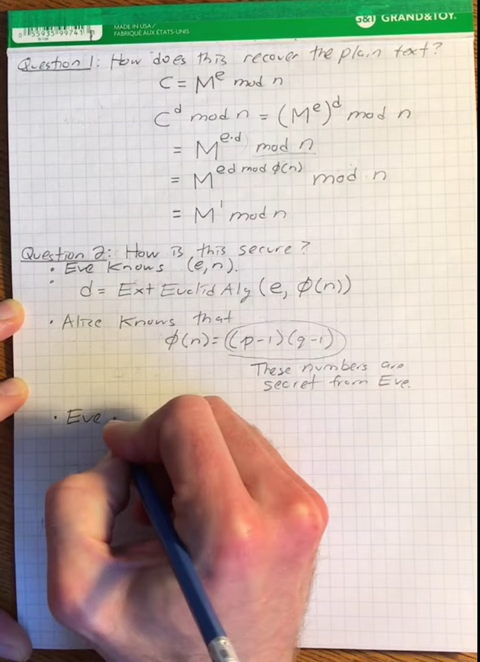 MADE IN USA /
FABRIQUÉ AUX ÉTATS-UNIS
G&T GRAND&TOY.
Question 1: How does this recover the plain text?
C = M^e mod n
C^d mod n = (M^e)^d mod n
= M^e·d mod n
= M^ed mod φ(n) mod n
= M^1 mod n
Question 2: How is this secure?
· Eve knows (e,n).
· d = Ext Euclid Alg (e, φ(n))
· Alice knows that
φ(n) = (p-1)(q-1)
These numbers are
secret from Eve.
· Eve